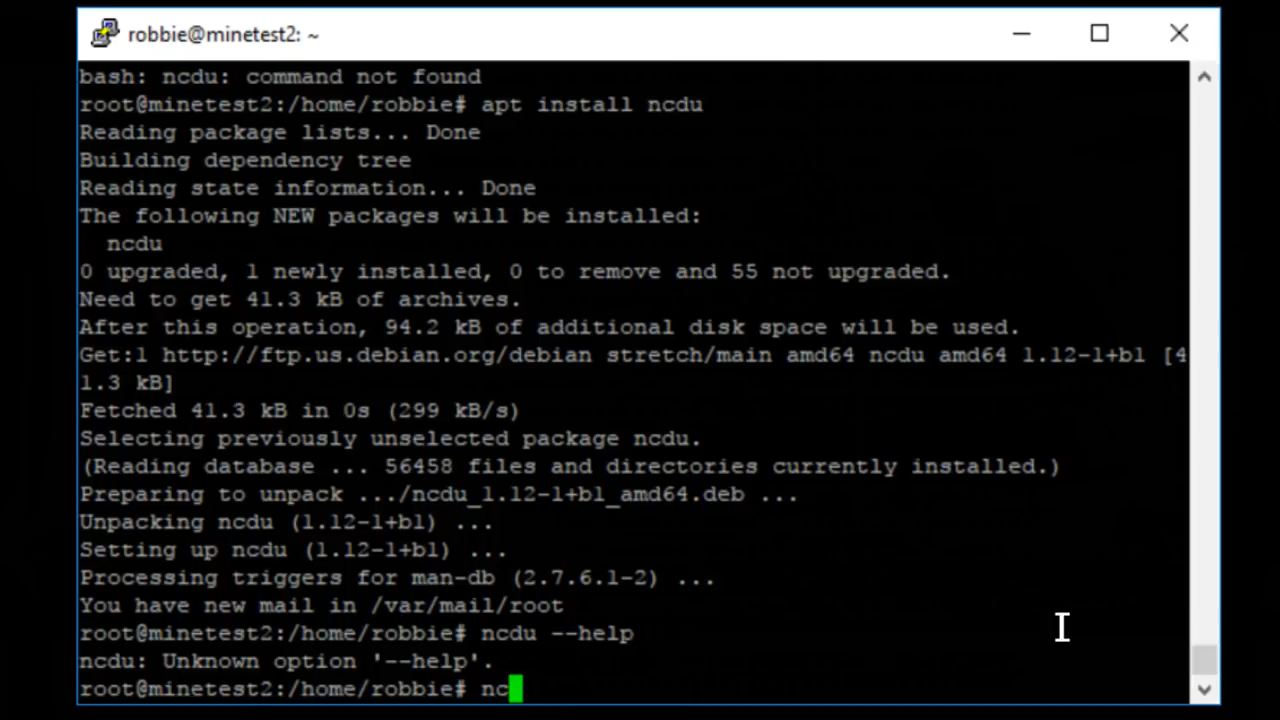 robbie@minetest2: ~
bash: ncdu: command not found
root@minetest2:/home/robbie# apt install ncdu
Reading package lists... Done
Building dependency tree
Reading state information... Done
The following NEW packages will be installed:
  ncdu
0 upgraded, 1 newly installed, 0 to remove and 55 not upgraded.
Need to get 41.3 kB of archives.
After this operation, 94.2 kB of additional disk space will be used.
Get:1 http://ftp.us.debian.org/debian stretch/main amd64 ncdu amd64 1.12-1+b1 [4
1.3 kB]
Fetched 41.3 kB in 0s (299 kB/s)
Selecting previously unselected package ncdu.
(Reading database ... 56458 files and directories currently installed.)
Preparing to unpack .../ncdu_1.12-1+b1_amd64.deb ...
Unpacking ncdu (1.12-1+b1) ...
Setting up ncdu (1.12-1+b1) ...
Processing triggers for man-db (2.7.6.1-2) ...
You have new mail in /var/mail/root
root@minetest2:/home/robbie# ncdu --help
ncdu: Unknown option '--help'.
root@minetest2:/home/robbie# nc